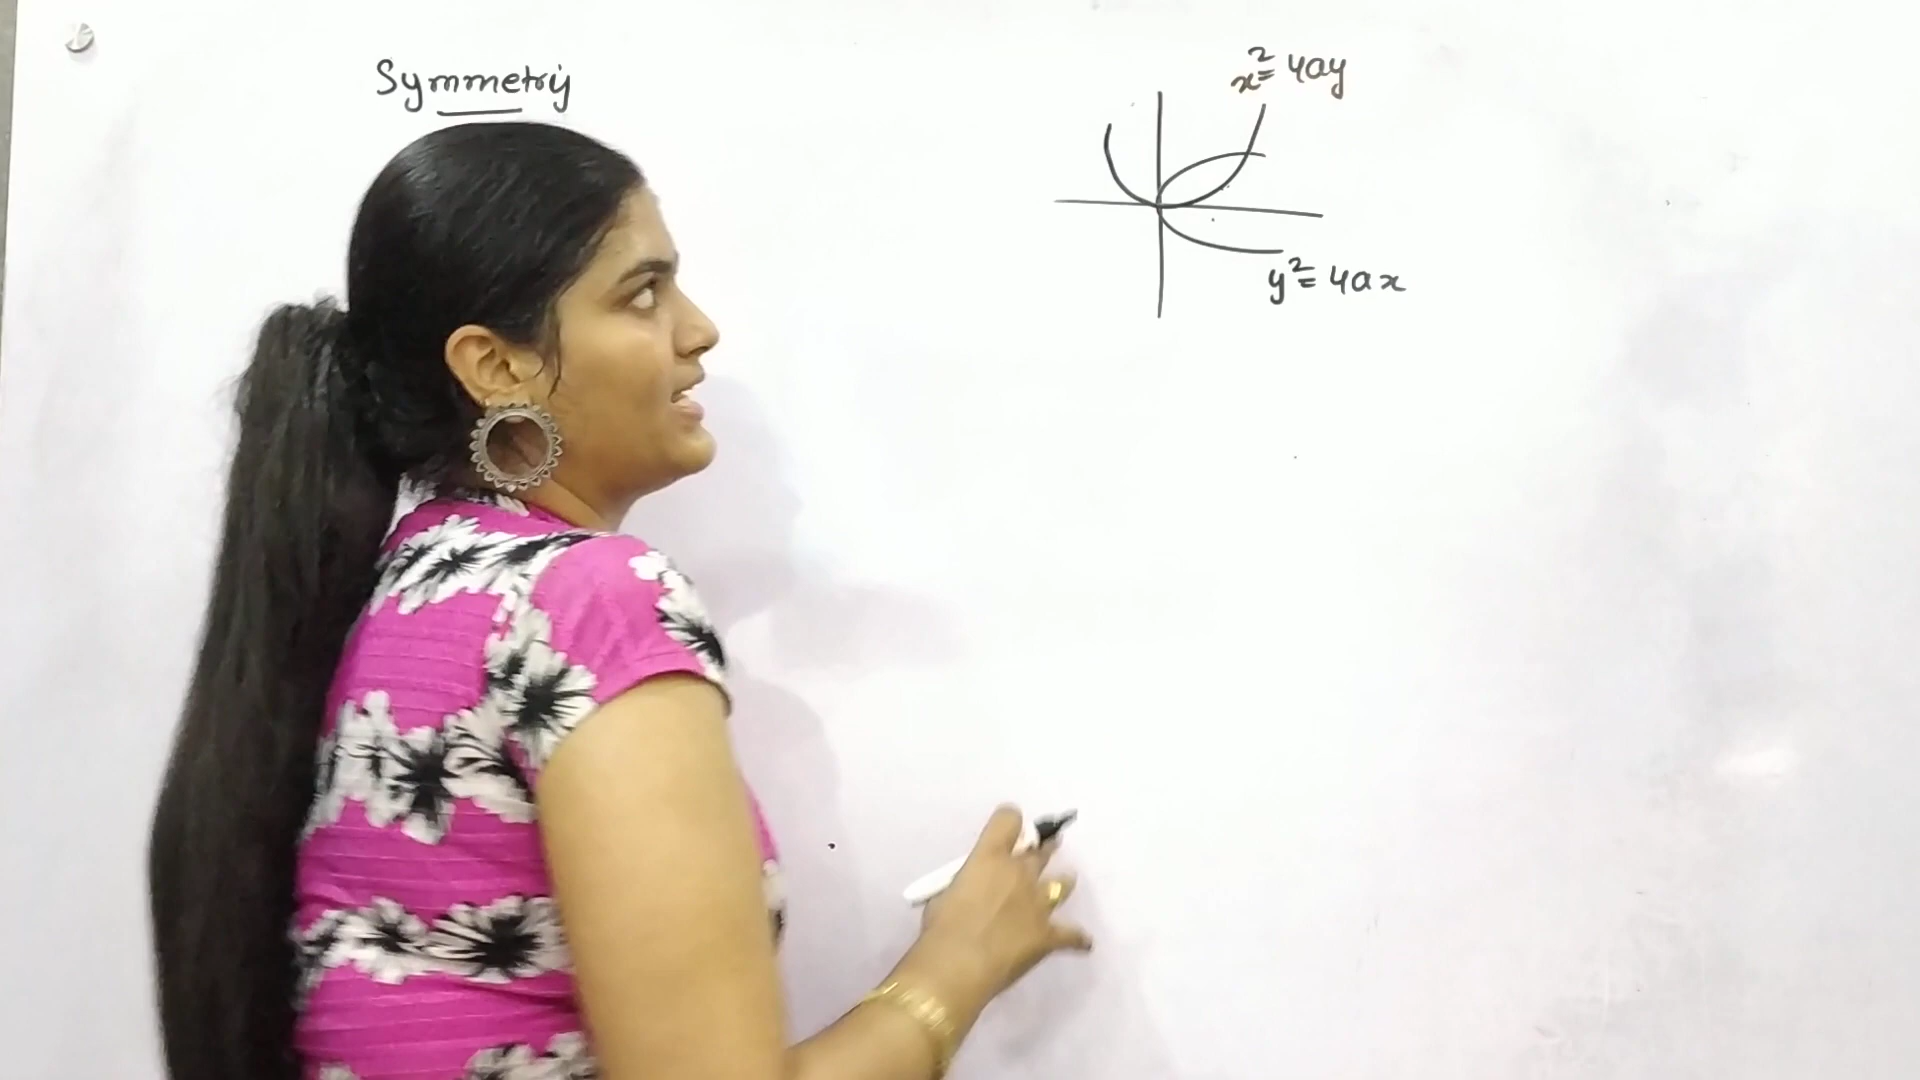 Symmetry
x² = 4ay
y² = 4ax